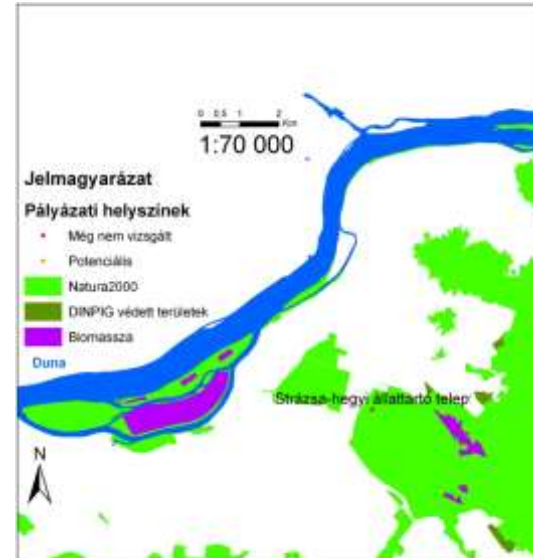 0 0,5 1 2
Km
1:70 000
Jelmagyarázat
Pályázati helyszínek
Még nem vizsgált
Potenciális
Natura2000
DINPIG védett területek
Biomassza
Duna
Strázsa-hegyi állattartó telep
N